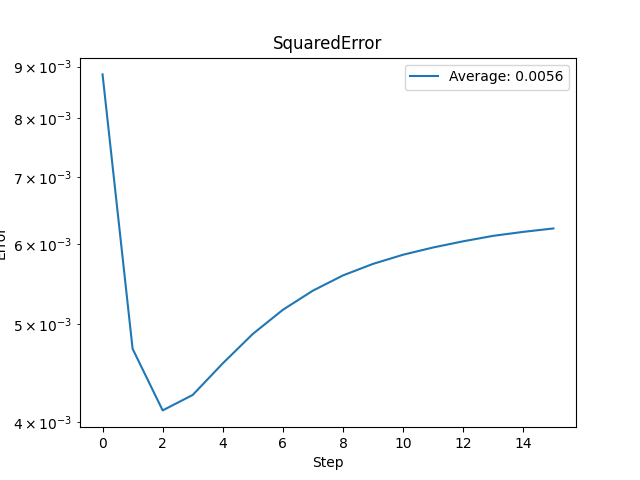 SquaredError
Average: 0.0056
9 × 10⁻³
8 × 10⁻³
7 × 10⁻³
6 × 10⁻³
5 × 10⁻³
4 × 10⁻³
Error
0 2 4 6 8 10 12 14
Step